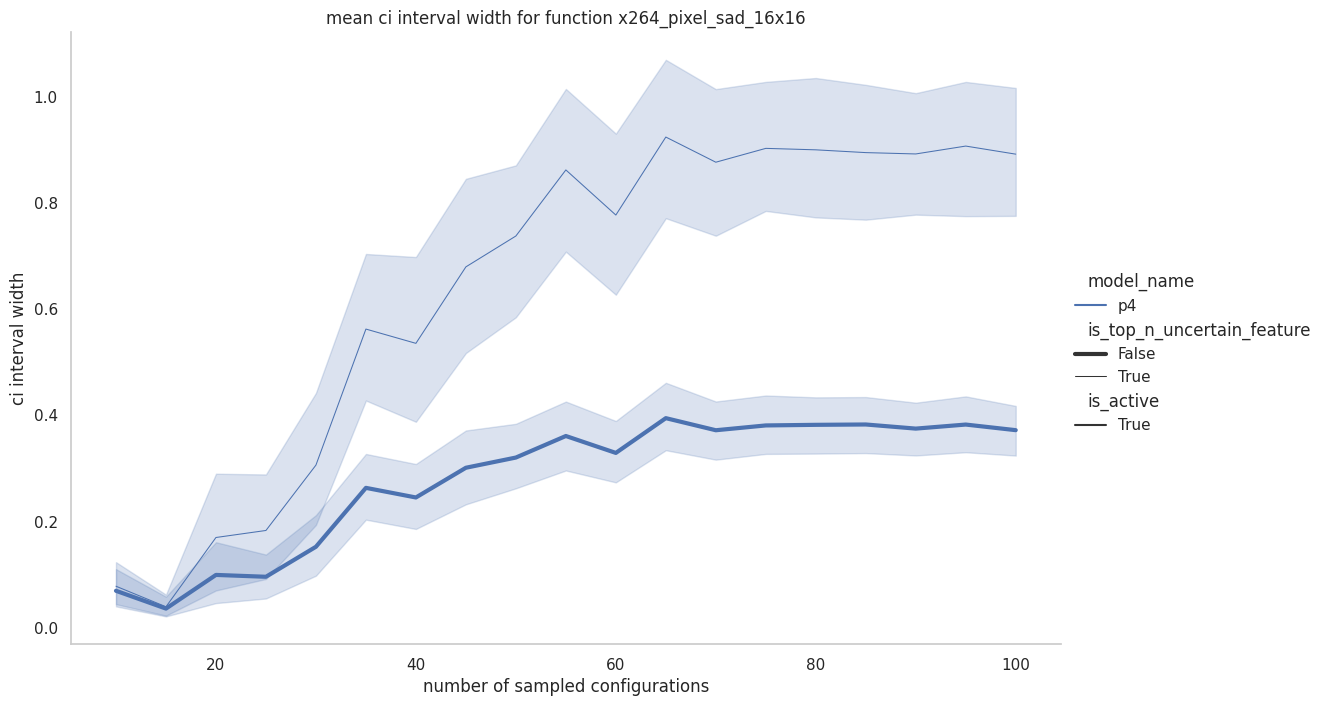 mean ci interval width for function x264_pixel_sad_16x16
1.0
0.8
0.6
0.4
0.2
0.0
ci interval width
20
40
60
80
100
number of sampled configurations
model_name
p4
is_top_n_uncertain_feature
False
True
is_active
True